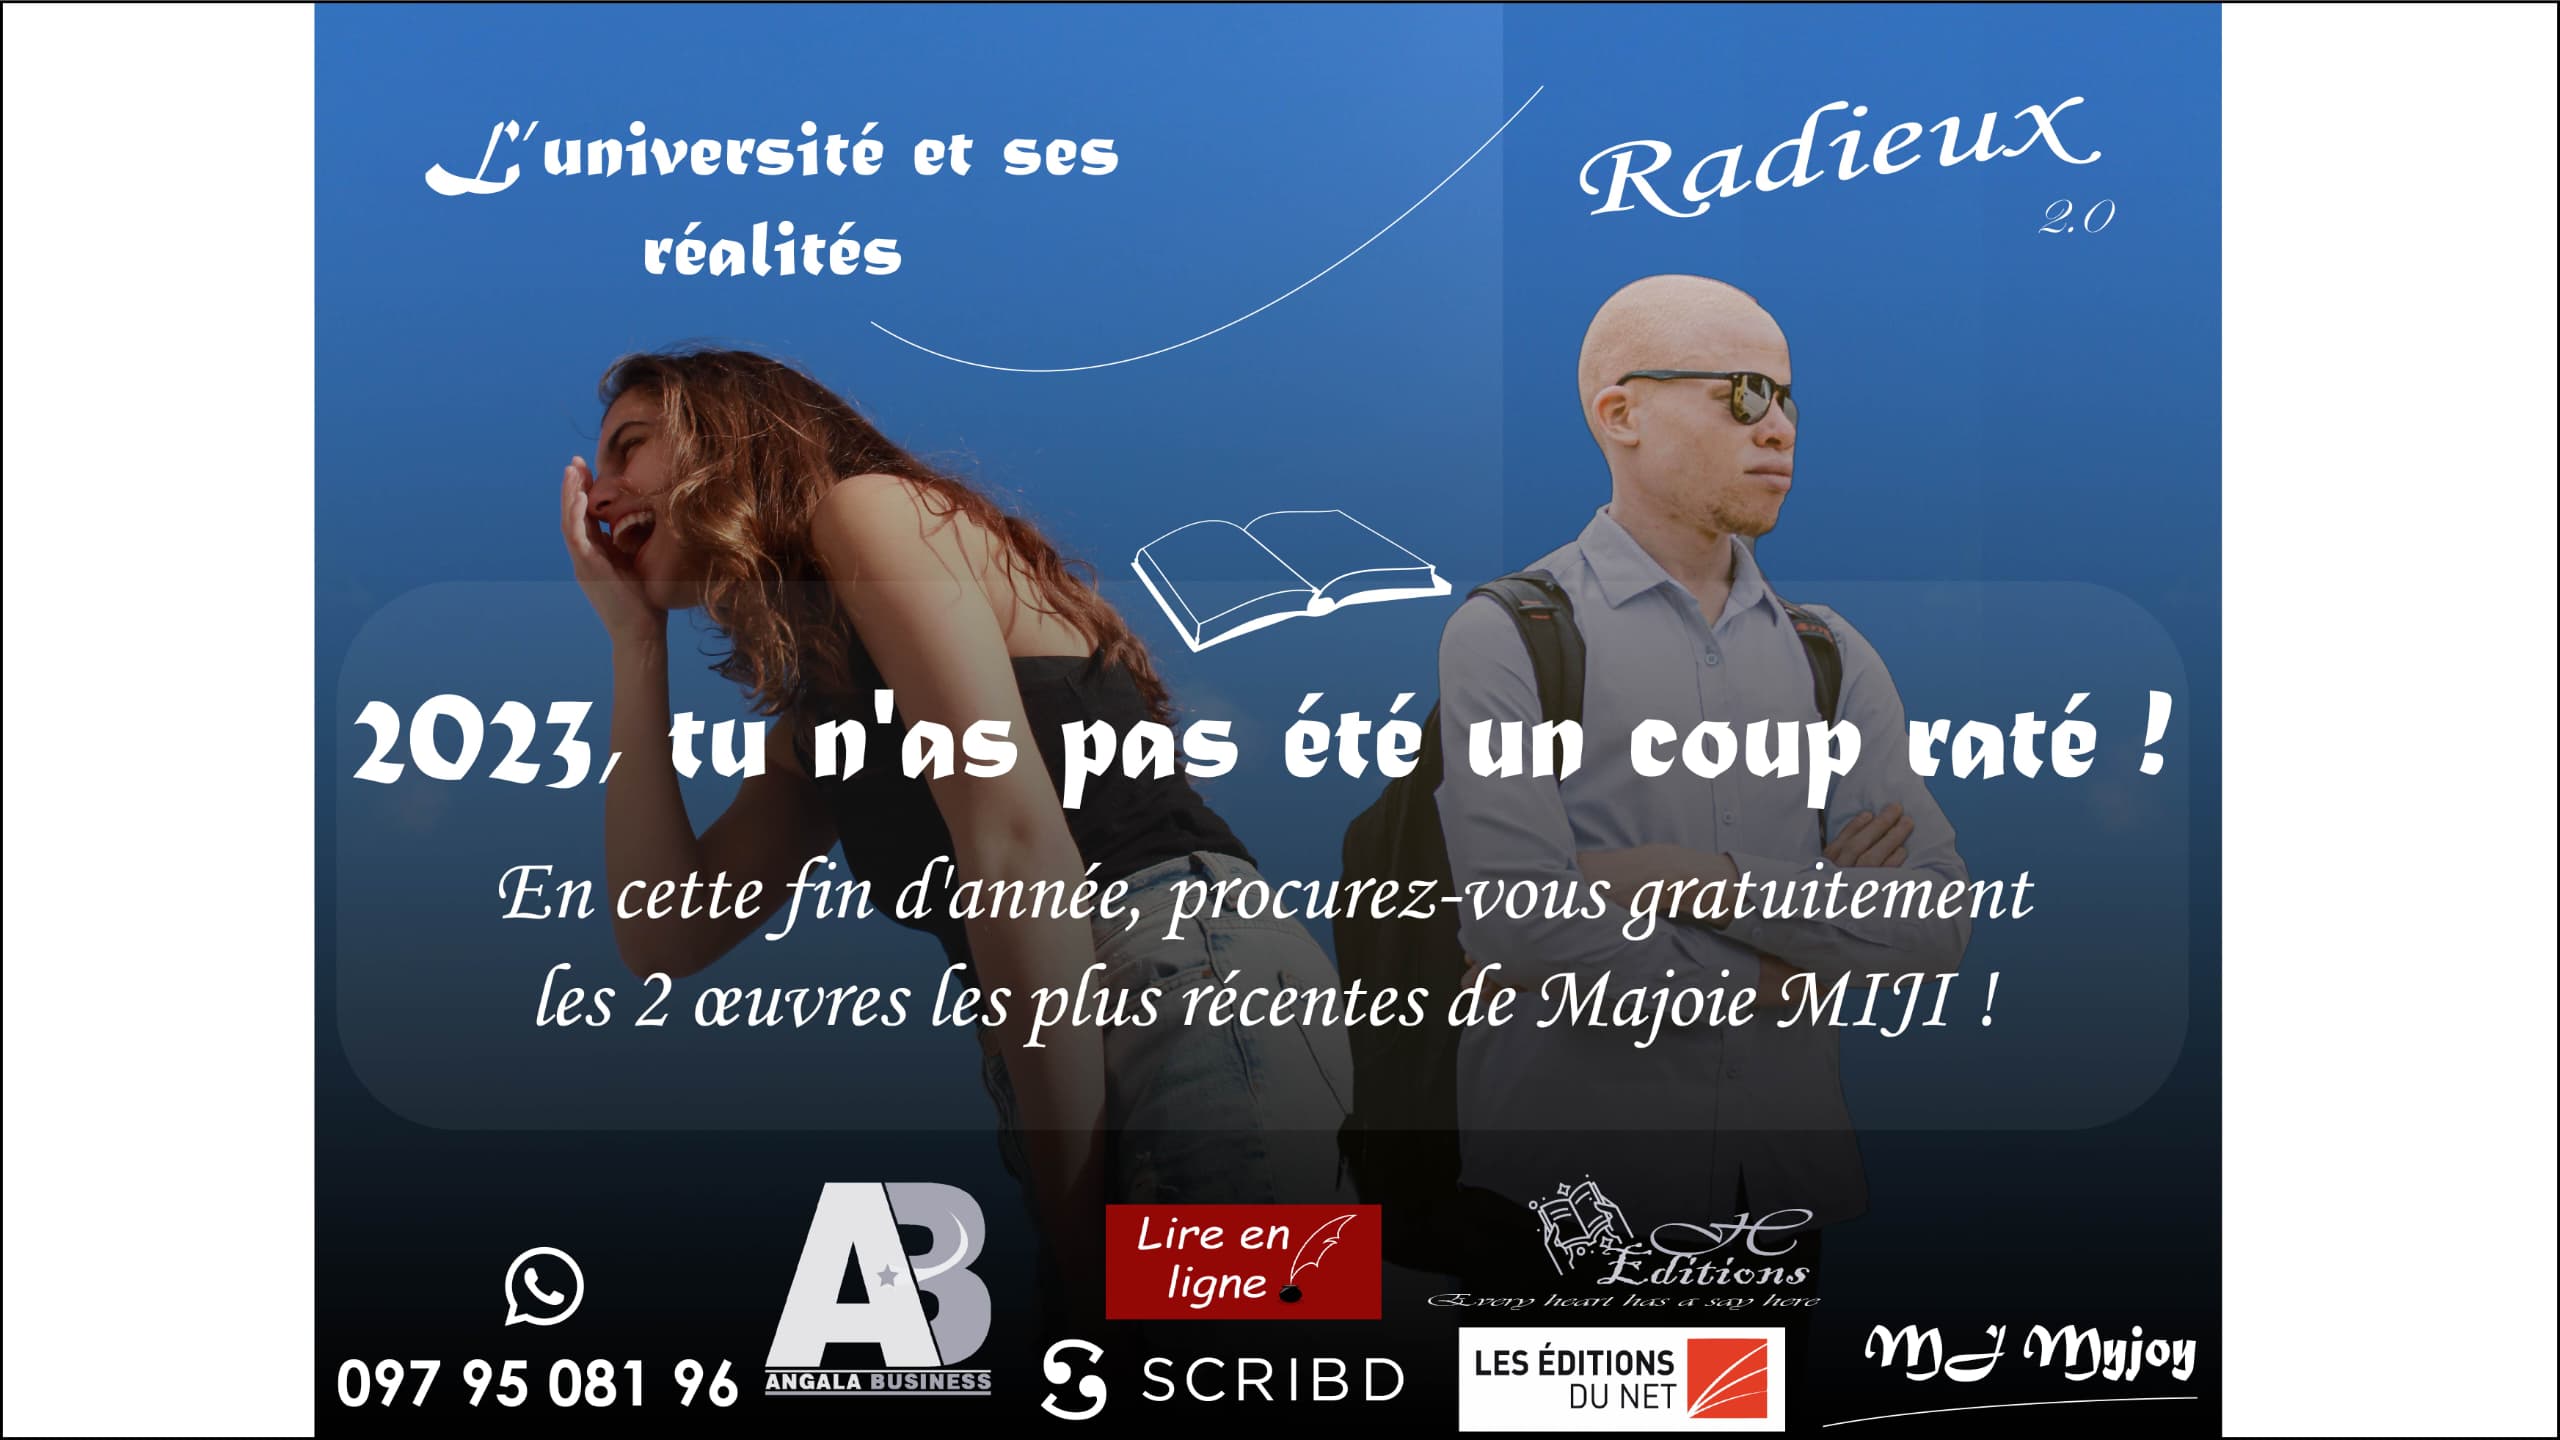 L'université et ses
réalités
Radieux
2.0
2023, tu n'as pas été un coup raté !
En cette fin d'année, procurez-vous gratuitement
les 2 œuvres les plus récentes de Majoie MIJI !
097 95 081 96
AB
ANGALA BUSINESS
Lire en
ligne
SCRIBD
H
Editions
Every heart has a say here
LES ÉDITIONS
DU NET
MJ Myjoy